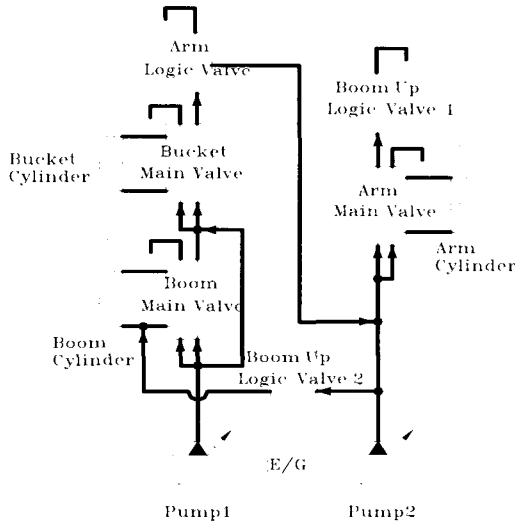 Arm
Logic Valve
Boom Up
Logic Valve 1
Bucket
Main Valve
Bucket
Cylinder
Arm
Main Valve
Arm
Cylinder
Boom
Main Valve
Boom
Cylinder
Boom Up
Logic Valve 2
E/G
Pump1
Pump2